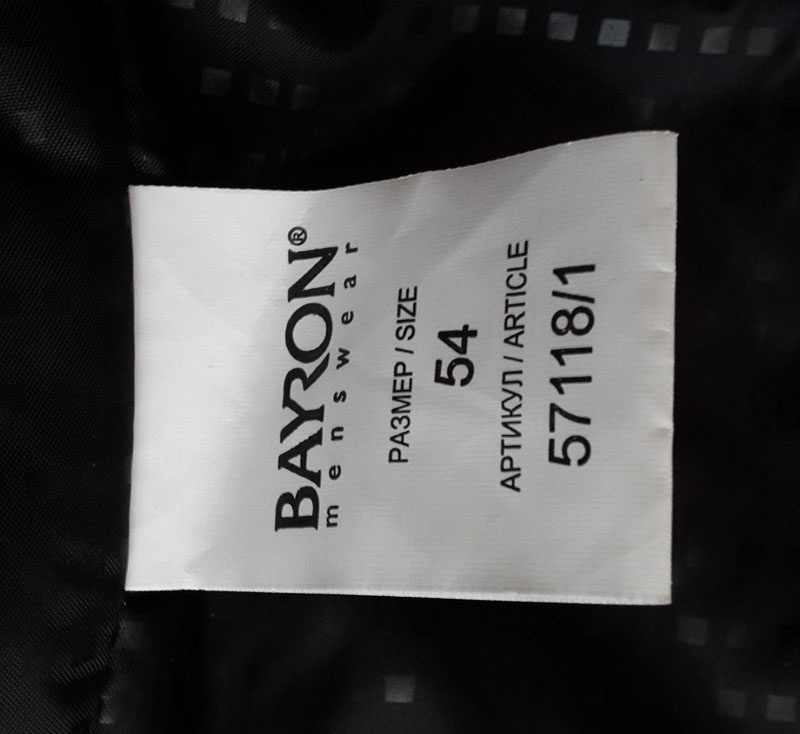 BAYRON®
menswear
РАЗМЕР / SIZE
54
АРТИКУЛ / ARTICLE
57118/1